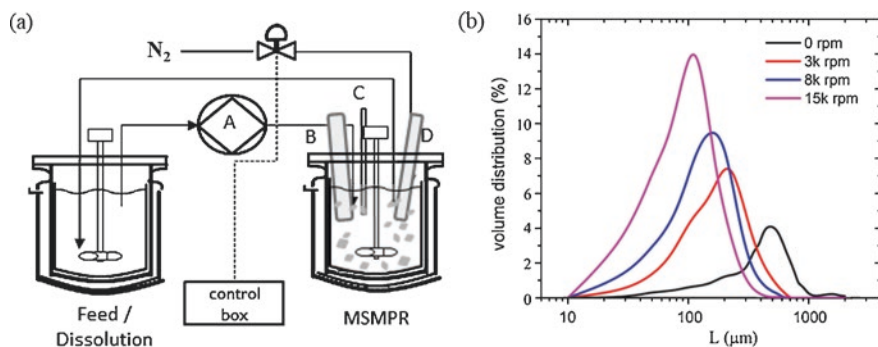 (a)
N₂
A
B
C
D
control
box
Feed /
Dissolution
MSMPR
(b)
volume distribution (%)
16
14
12
10
8
6
4
2
0
0 rpm
3k rpm
8k rpm
15k rpm
10
100
1000
L (μm)